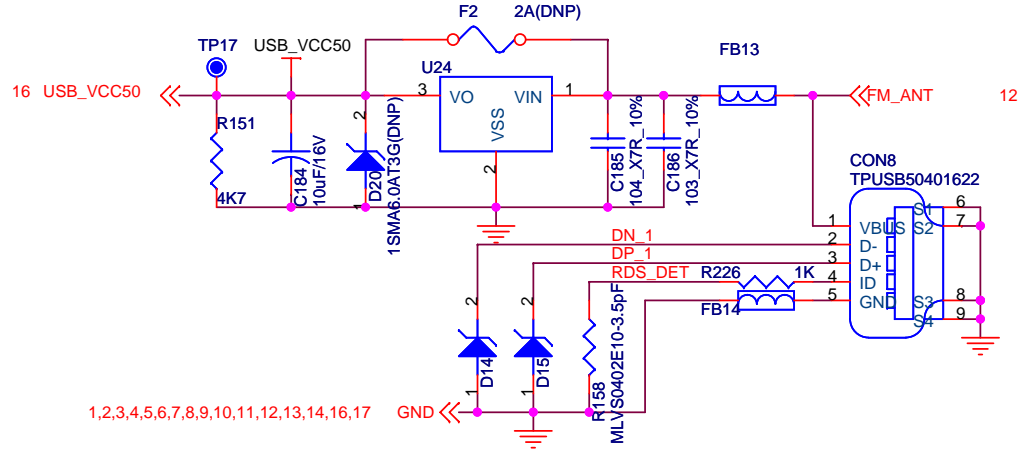 F2 2A(DNP)
TP17 USB_VCC50 FB13
U24
16 USB_VCC50 3 VO VIN 1 FM_ANT 12
VSS
2
R151
4K7
C184
10uF/16V
2
D20
1
1SMA6.0AT3G(DNP)
C185
104_X7R_10%
C186
103_X7R_10%
CON8
TPUSB50401622
1 VBUS
2 D-
3 D+
4 ID
5 GND
S1 6
S2 7
S3 8
S4 9
DN_1
DP_1
RDS_DET R226 1K
FB14
2
D14
1
2
D15
1
R158
MLVS0402E10-3.5pF
1,2,3,4,5,6,7,8,9,10,11,12,13,14,16,17 GND